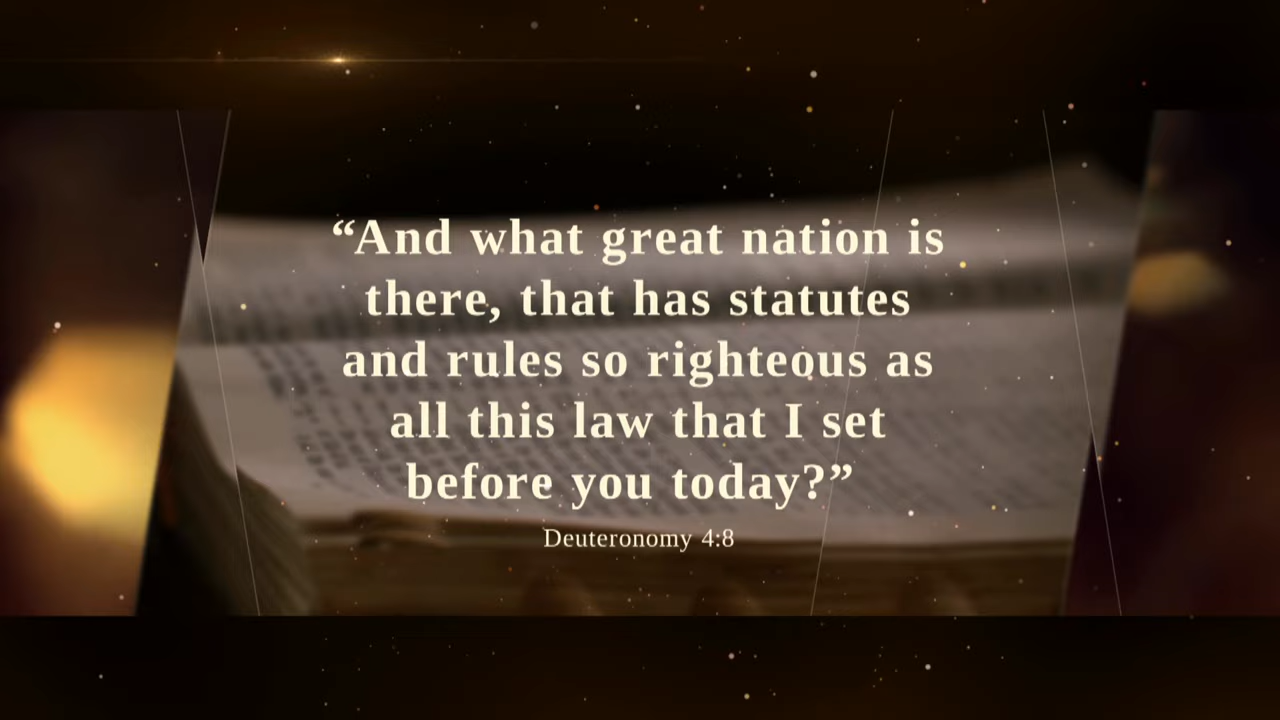 “And what great nation is
there, that has statutes
and rules so righteous as
all this law that I set
before you today?”
Deuteronomy 4:8